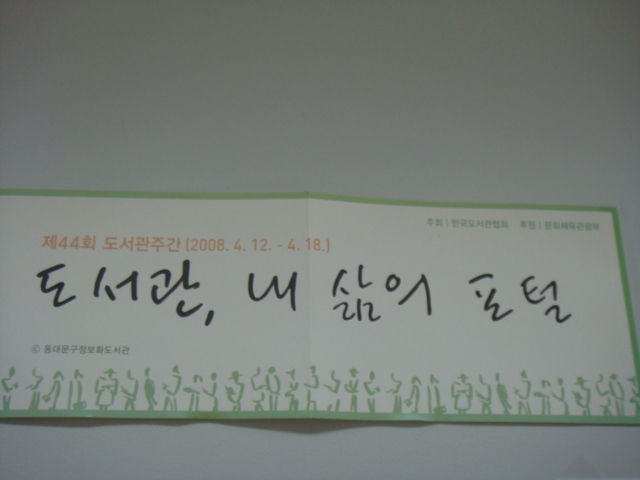 주최 | 한국도서관협회 후원 | 문화체육관광부
제44회 도서관주간 (2008. 4. 12. - 4. 18.)
도서관, 내 삶의 포털
© 동대문구정보화도서관